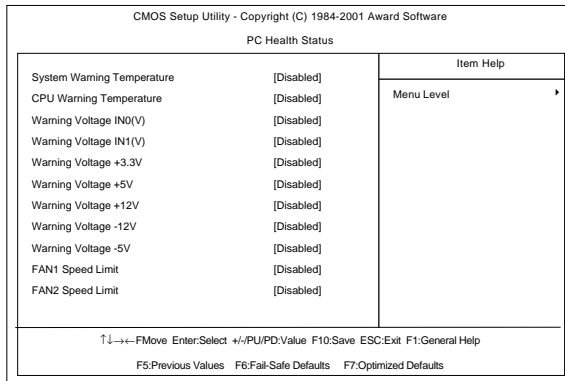 CMOS Setup Utility - Copyright (C) 1984-2001 Award Software
PC Health Status
System Warning Temperature [Disabled]
CPU Warning Temperature [Disabled]
Warning Voltage IN0(V) [Disabled]
Warning Voltage IN1(V) [Disabled]
Warning Voltage +3.3V [Disabled]
Warning Voltage +5V [Disabled]
Warning Voltage +12V [Disabled]
Warning Voltage -12V [Disabled]
Warning Voltage -5V [Disabled]
FAN1 Speed Limit [Disabled]
FAN2 Speed Limit [Disabled]
Item Help
Menu Level
↑↓→←FMove Enter:Select +/-/PU/PD:Value F10:Save ESC:Exit F1:General Help
F5:Previous Values F6:Fail-Safe Defaults F7:Optimized Defaults